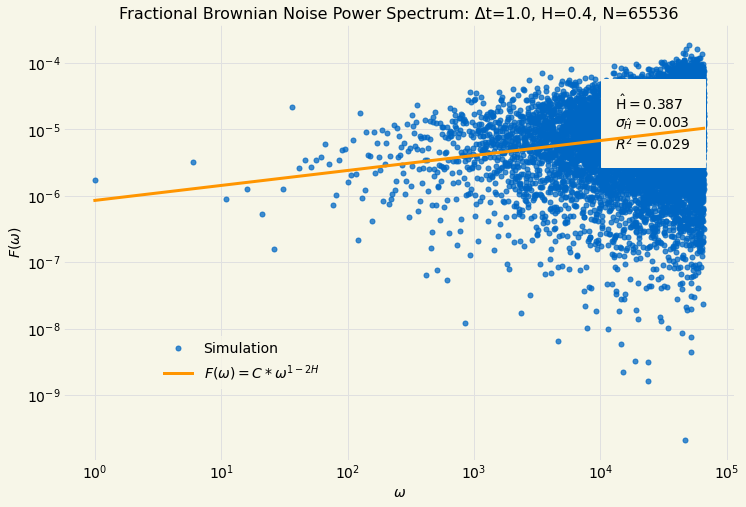 Fractional Brownian Noise Power Spectrum: Δt=1.0, H=0.4, N=65536
10⁻⁴
10⁻⁵
10⁻⁶
10⁻⁷
10⁻⁸
10⁻⁹
F(ω)
Ĥ = 0.387
σ_Ĥ = 0.003
R² = 0.029
Simulation
F(ω) = C * ω¹⁻²ᴴ
10⁰
10¹
10²
10³
10⁴
10⁵
ω